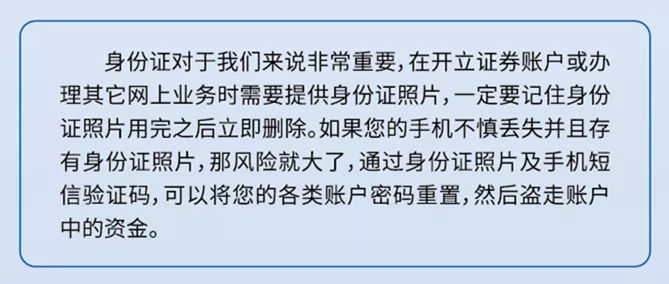 身份证对于我们来说非常重要，在开立证券账户或办
理其它网上业务时需要提供身份证照片，一定要记住身份
证照片用完之后立即删除。如果您的手机不慎丢失并且存
有身份证照片，那风险就大了，通过身份证照片及手机短
信验证码，可以将您的各类账户密码重置，然后盗走账户
中的资金。